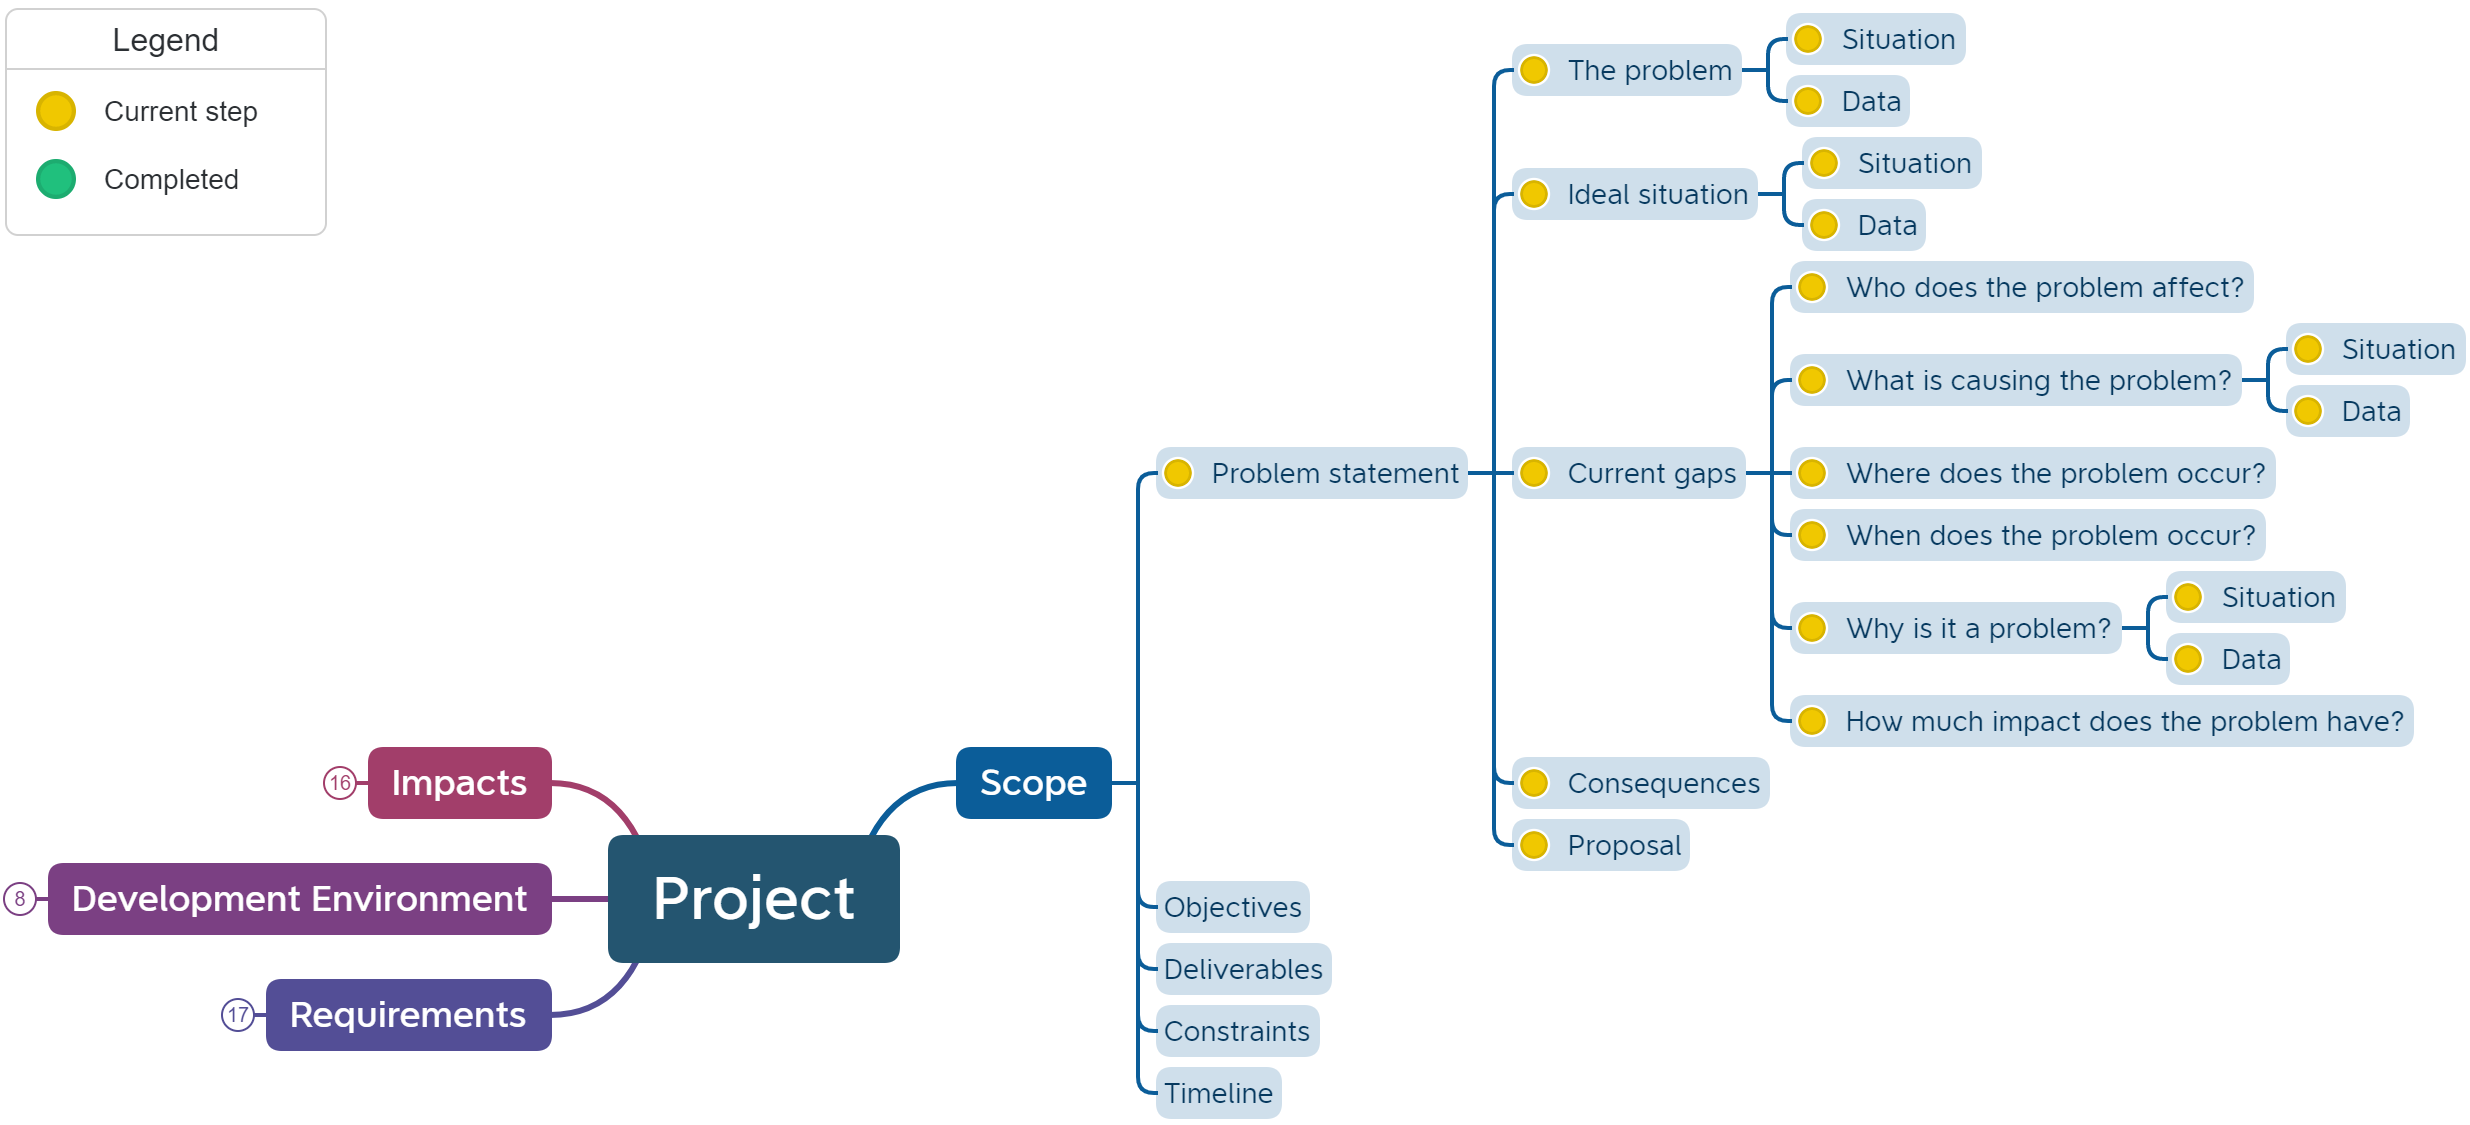 Legend
Current step
Completed
Project
Scope
Problem statement
The problem
Situation
Data
Ideal situation
Situation
Data
Current gaps
Who does the problem affect?
What is causing the problem?
Situation
Data
Where does the problem occur?
When does the problem occur?
Why is it a problem?
Situation
Data
How much impact does the problem have?
Consequences
Proposal
Objectives
Deliverables
Constraints
Timeline
Impacts
16
Development Environment
8
Requirements
17